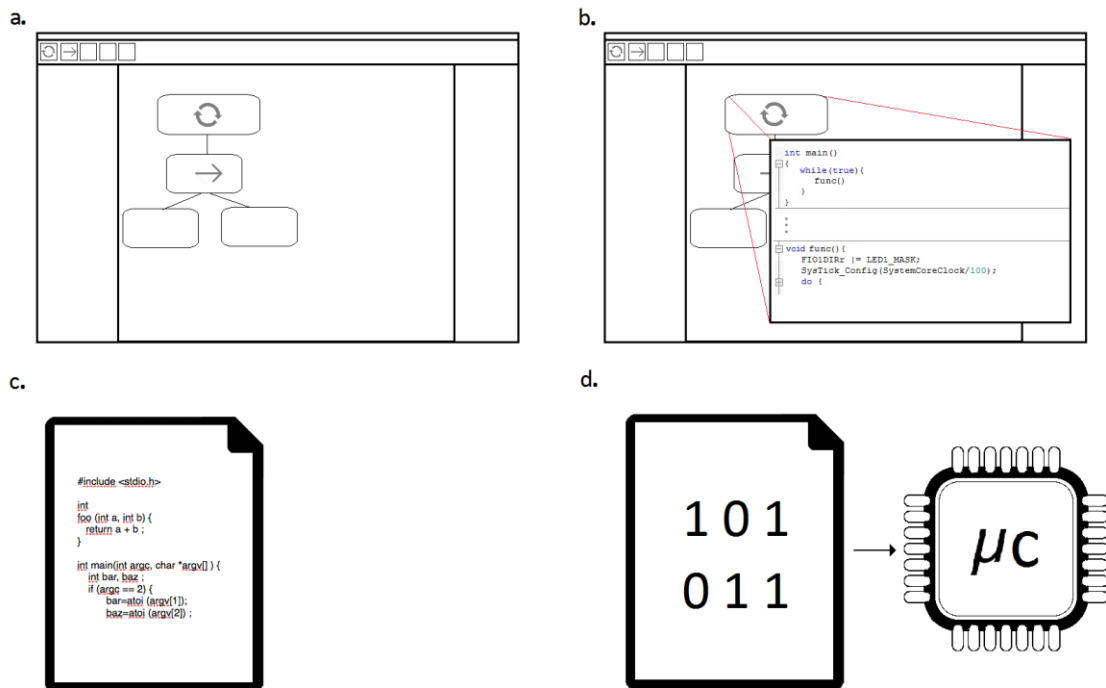 a.
b.
int main()
{
while(true){
func()
}
}
void func(){
FIO1DIRr |= LED1_MASK;
SysTick_Config(SystemCoreClock/100);
do {
c.
d.
#include <stdio.h>
int
foo (int a, int b) {
return a + b ;
}
int main(int argc, char *argv[] ) {
int bar, baz ;
if (argc == 2) {
bar=atoi (argv[1]);
baz=atoi (argv[2]) ;
1 0 1
0 1 1
μc